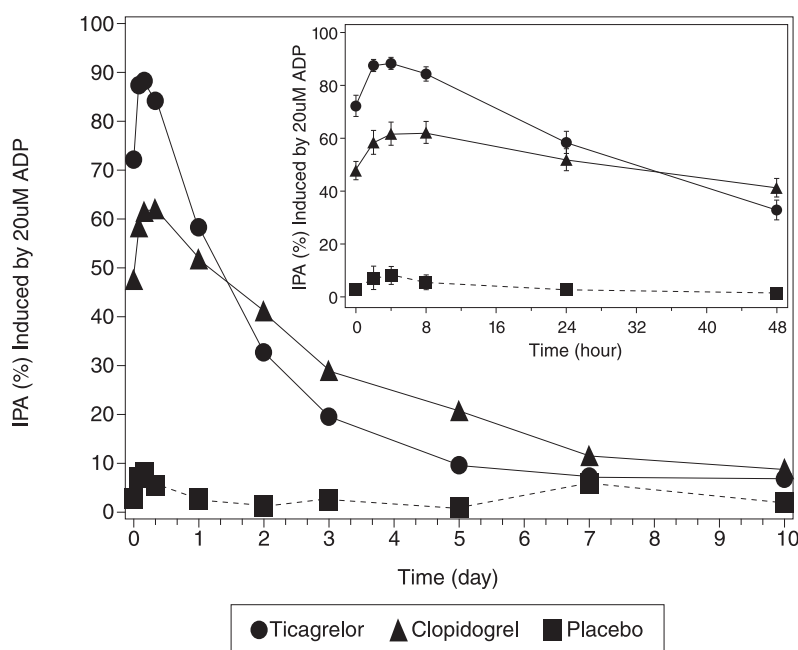 100
90
80
70
60
50
40
30
20
10
0
IPA (%) Induced by 20uM ADP
0 1 2 3 4 5 6 7 8 9 10
Time (day)
100
80
60
40
20
0
IPA (%) Induced by 20uM ADP
0 8 16 24 32 40 48
Time (hour)
Ticagrelor Clopidogrel Placebo